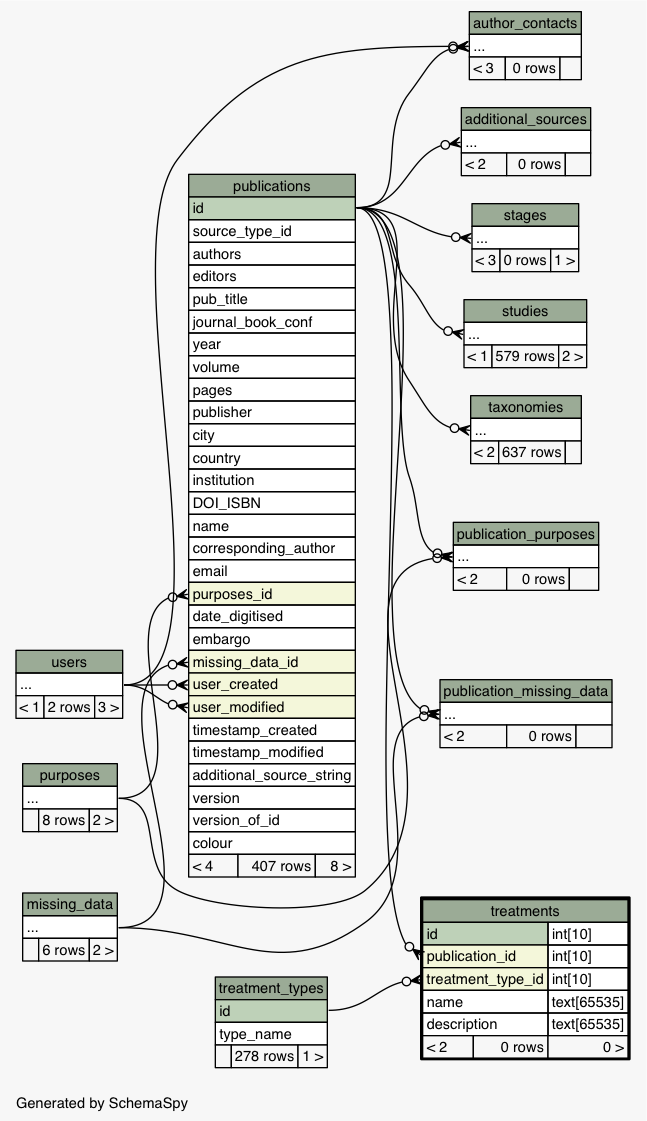 author_contacts
...
< 3 0 rows
additional_sources
...
< 2 0 rows
stages
...
< 3 0 rows 1 >
studies
...
< 1 579 rows 2 >
taxonomies
...
< 2 637 rows
publication_purposes
...
< 2 0 rows
publication_missing_data
...
< 2 0 rows
publications
id
source_type_id
authors
editors
pub_title
journal_book_conf
year
volume
pages
publisher
city
country
institution
DOI_ISBN
name
corresponding_author
email
purposes_id
date_digitised
embargo
missing_data_id
user_created
user_modified
timestamp_created
timestamp_modified
additional_source_string
version
version_of_id
colour
< 4 407 rows 8 >
users
...
< 1 2 rows 3 >
purposes
...
8 rows 2 >
missing_data
...
6 rows 2 >
treatment_types
id
type_name
278 rows 1 >
treatments
id int[10]
publication_id int[10]
treatment_type_id int[10]
name text[65535]
description text[65535]
< 2 0 rows 0 >
Generated by SchemaSpy